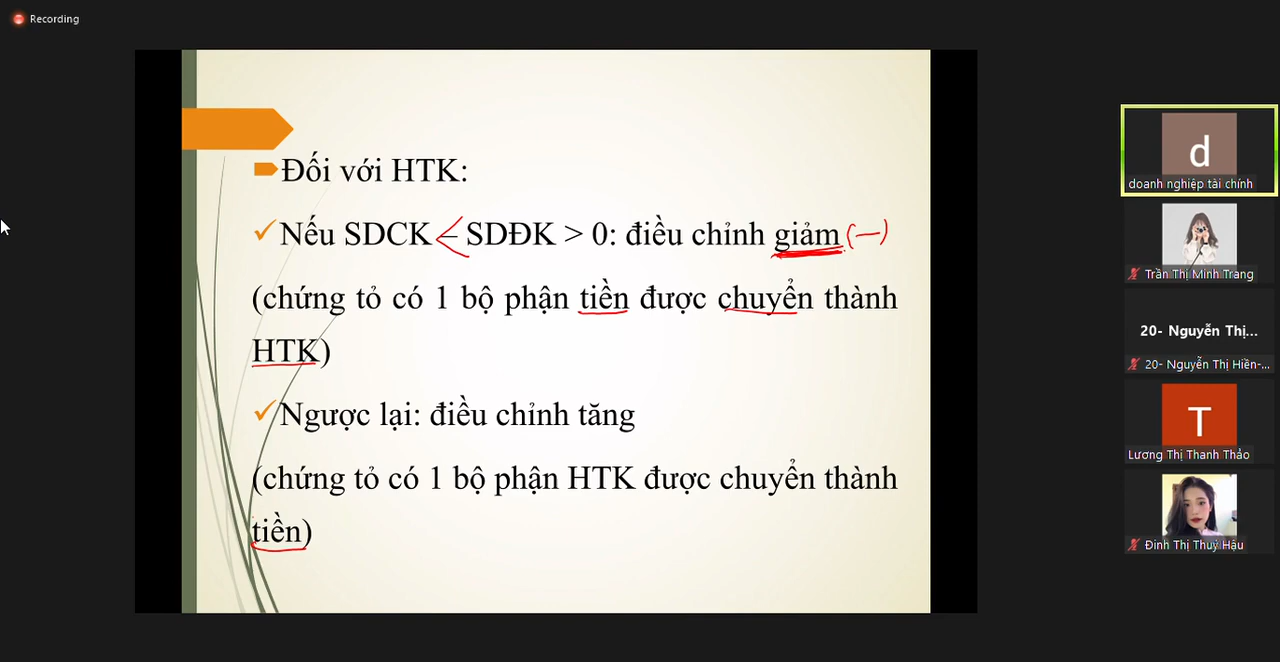 Recording
Đối với HTK:
Nếu SDCK – SDĐK > 0: điều chỉnh giảm (−)
(chứng tỏ có 1 bộ phận tiền được chuyển thành
HTK)
Ngược lại: điều chỉnh tăng
(chứng tỏ có 1 bộ phận HTK được chuyển thành
tiền)
d
doanh nghiệp tài chính
Trần Thị Minh Trang
20- Nguyễn Thị...
20- Nguyễn Thị Hiền-...
T
Lương Thị Thanh Thảo
Đinh Thị Thuý Hậu